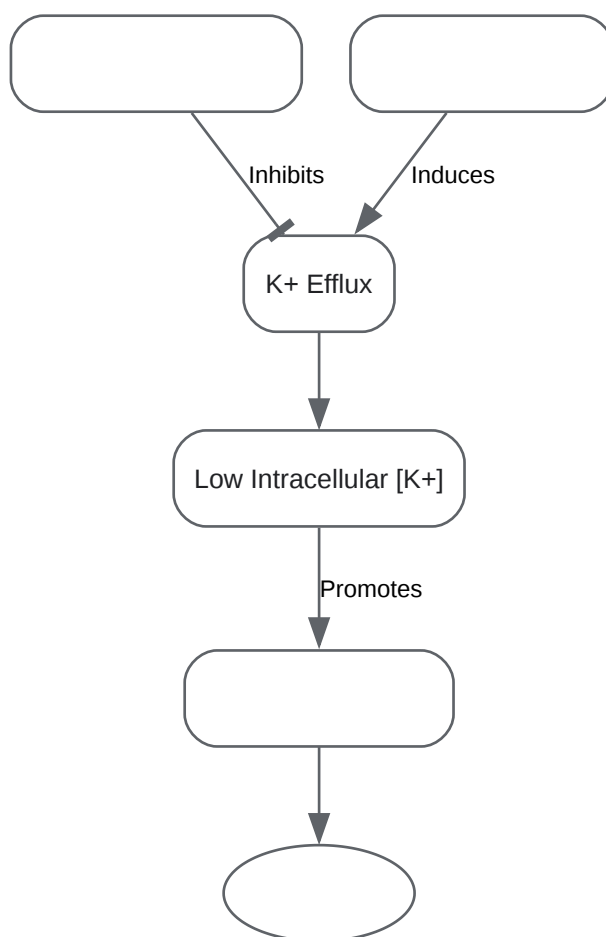 Inhibits
Induces
K+ Efflux
Low Intracellular [K+]
Promotes